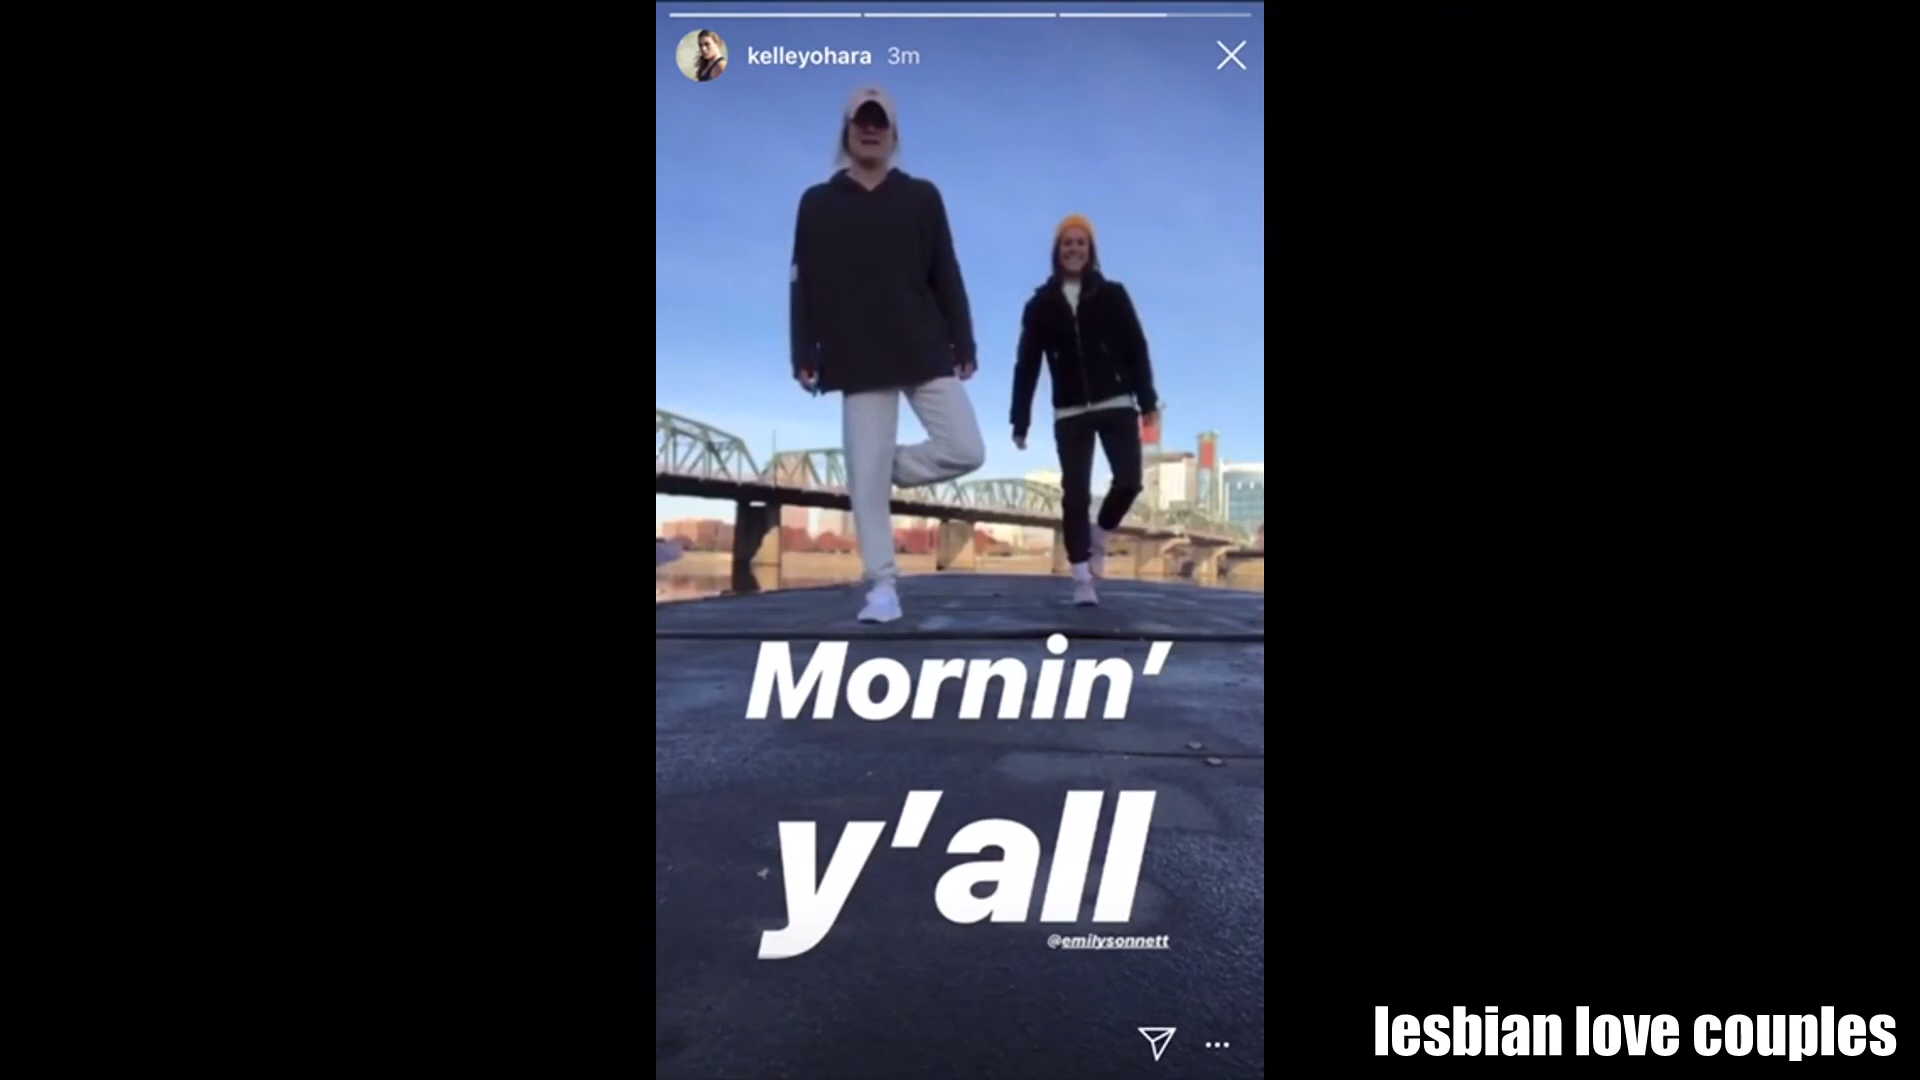 kelleyohara 3m
Mornin'
y'all
@emilysonnett
lesbian love couples